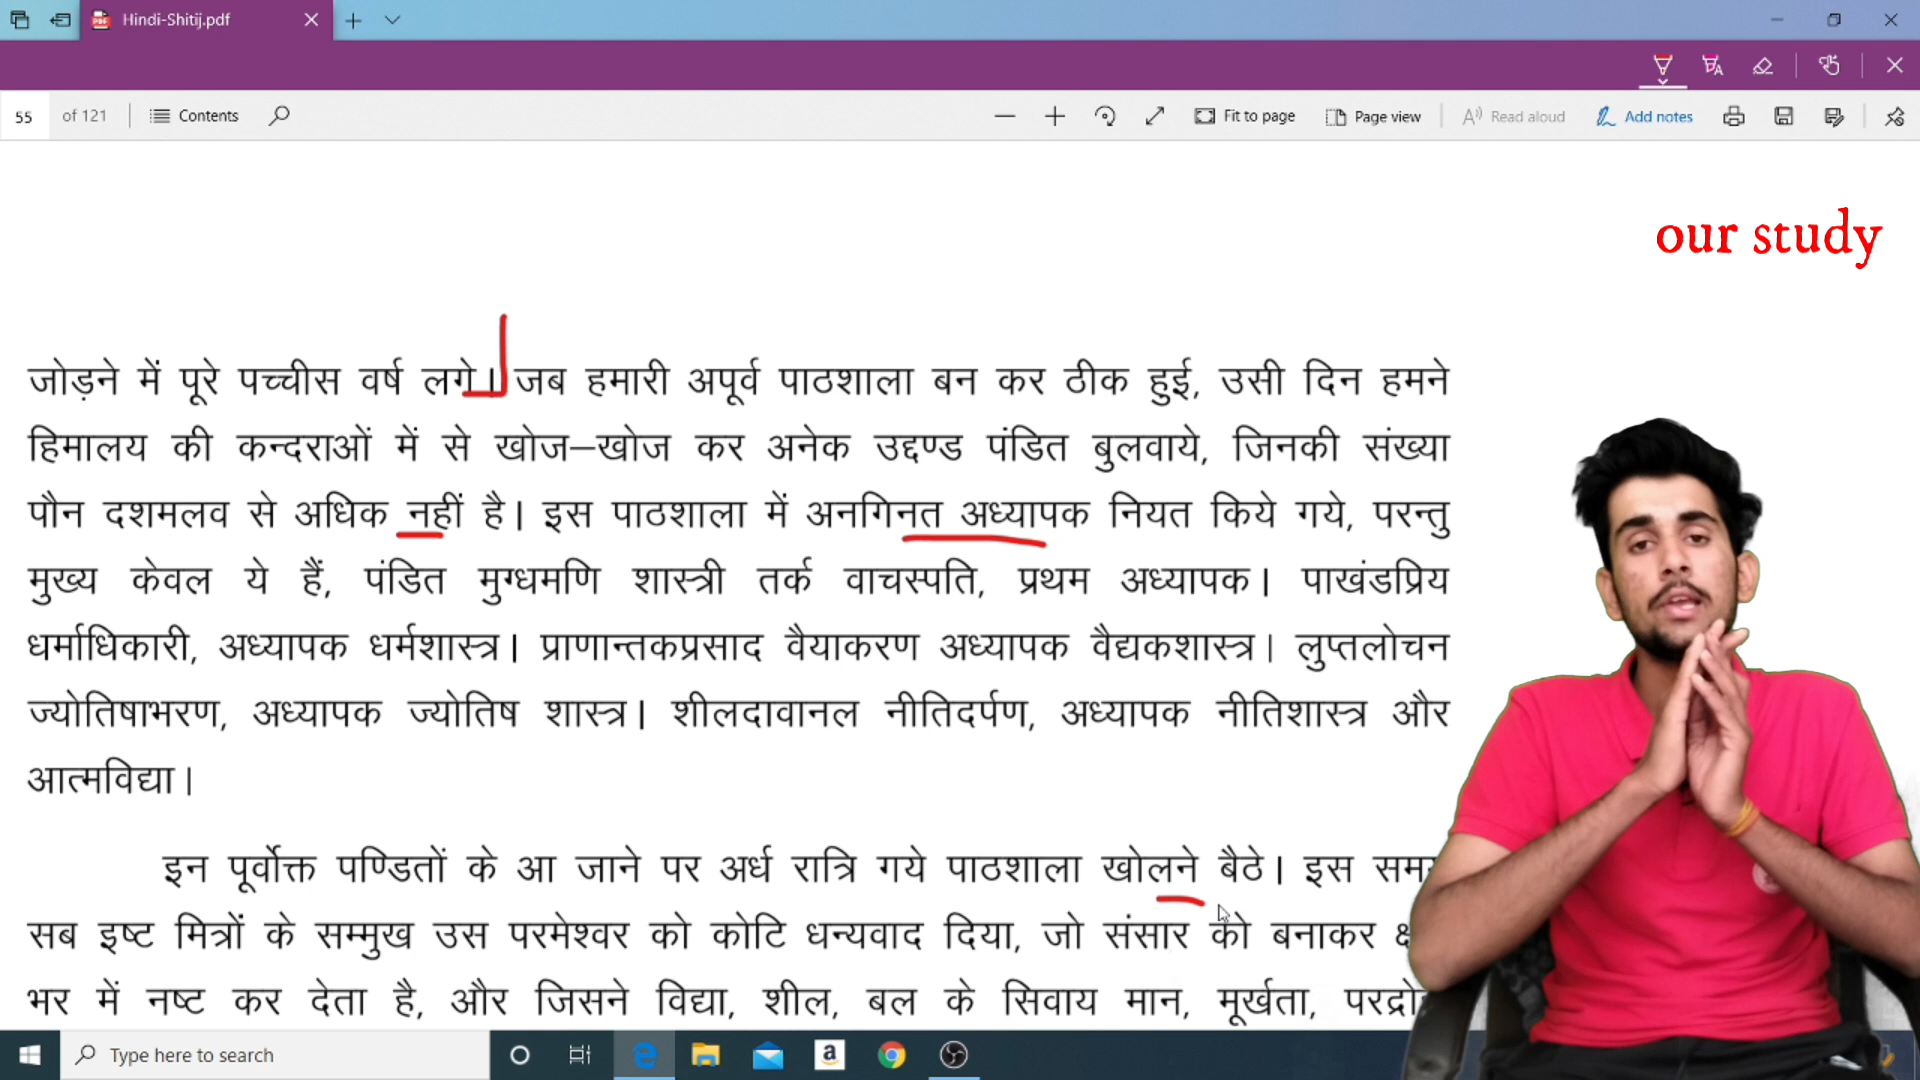 Hindi-Shitij.pdf
55 of 121 Contents Fit to page Page view Read aloud Add notes
our study
जोड़ने में पूरे पच्चीस वर्ष लगे। जब हमारी अपूर्व पाठशाला बन कर ठीक हुई, उसी दिन हमने
हिमालय की कन्दराओं में से खोज–खोज कर अनेक उद्दण्ड पंडित बुलवाये, जिनकी संख्या
पौन दशमलव से अधिक नहीं है। इस पाठशाला में अनगिनत अध्यापक नियत किये गये, परन्तु
मुख्य केवल ये हैं, पंडित मुग्धमणि शास्त्री तर्क वाचस्पति, प्रथम अध्यापक। पाखंडप्रिय
धर्माधिकारी, अध्यापक धर्मशास्त्र। प्राणान्तकप्रसाद वैयाकरण अध्यापक वैद्यकशास्त्र। लुप्तलोचन
ज्योतिषाभरण, अध्यापक ज्योतिष शास्त्र। शीलदावानल नीतिदर्पण, अध्यापक नीतिशास्त्र और
आत्मविद्या।
इन पूर्वोक्त पण्डितों के आ जाने पर अर्ध रात्रि गये पाठशाला खोलने बैठे। इस
सब इष्ट मित्रों के सम्मुख उस परमेश्वर को कोटि धन्यवाद दिया, जो संसार को बनाकर
भर में नष्ट कर देता है, और जिसने विद्या, शील, बल के सिवाय मान, मूर्खता,
Type here to search